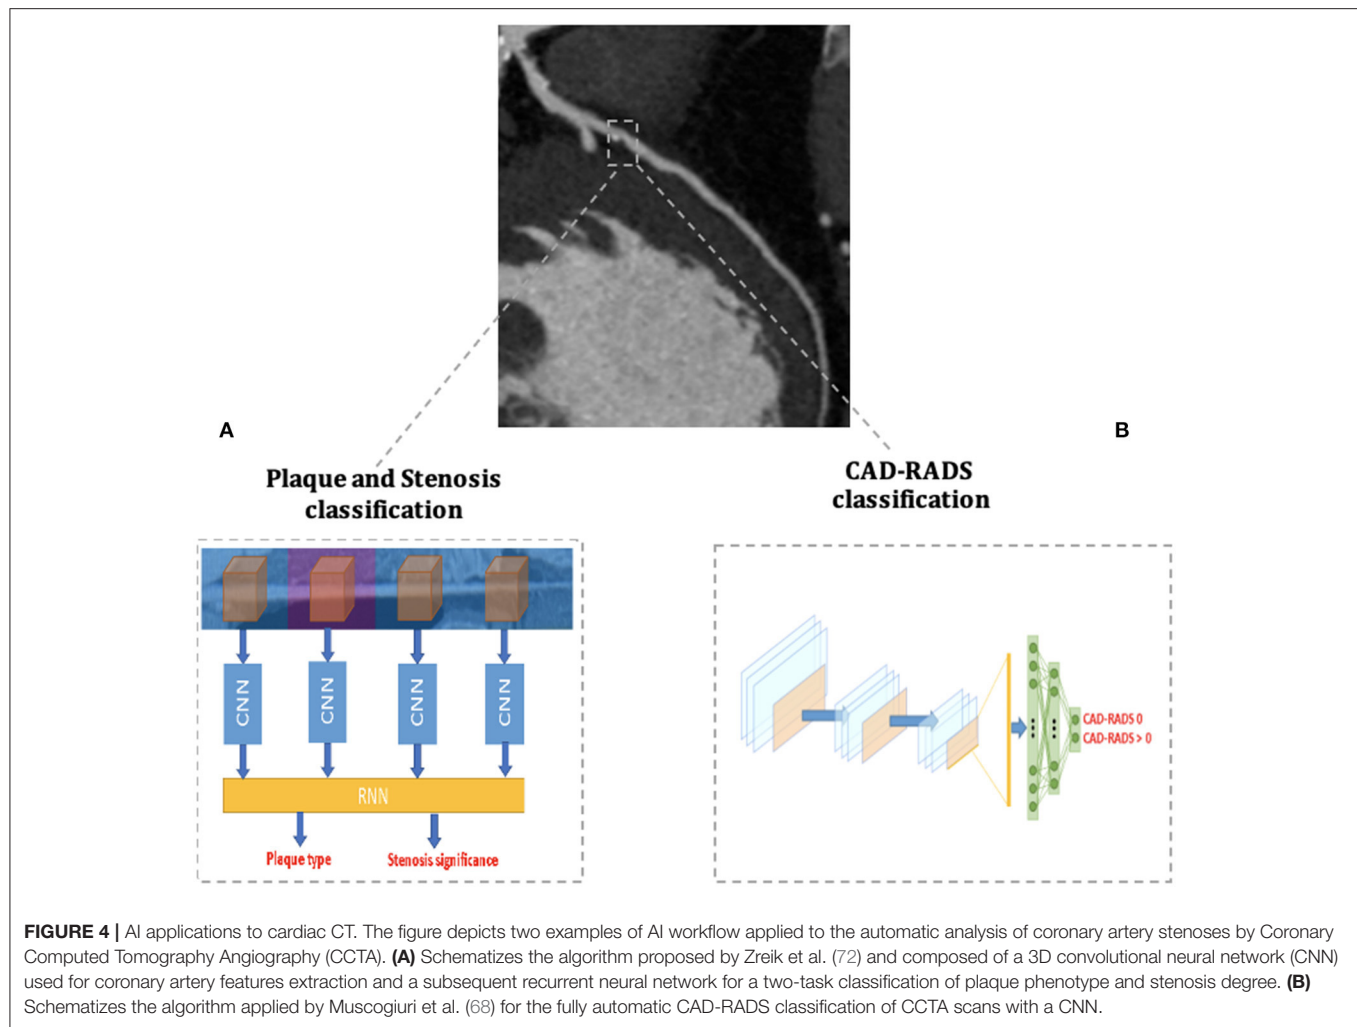 A
B
Plaque and Stenosis
classification
CAD-RADS
classification
CNN
CNN
CNN
CNN
RNN
Plaque type
Stenosis significance
CAD-RADS 0
CAD-RADS > 0
FIGURE 4 | AI applications to cardiac CT. The figure depicts two examples of AI workflow applied to the automatic analysis of coronary artery stenoses by Coronary
Computed Tomography Angiography (CCTA). (A) Schematizes the algorithm proposed by Zreik et al. (72) and composed of a 3D convolutional neural network (CNN)
used for coronary artery features extraction and a subsequent recurrent neural network for a two-task classification of plaque phenotype and stenosis degree. (B)
Schematizes the algorithm applied by Muscogiuri et al. (68) for the fully automatic CAD-RADS classification of CCTA scans with a CNN.